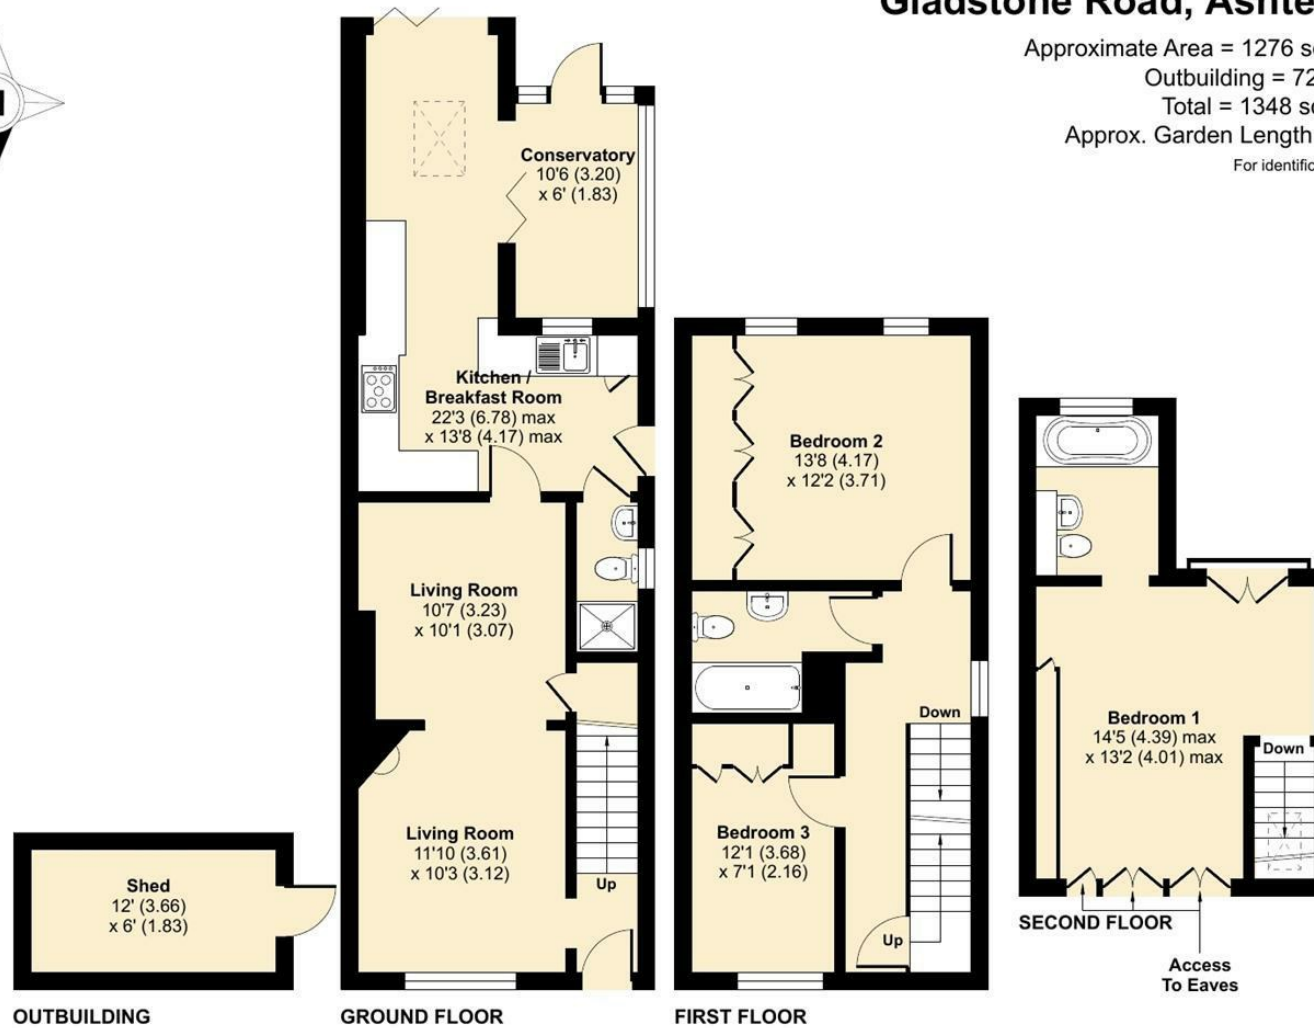 Gladstone Road,
Approximate Area = 1276
Outbuilding = 72
Total = 1348
Approx. Garden Length
For
Conservatory
10'6 (3.20)
x 6' (1.83)
Kitchen /
Breakfast Room
22'3 (6.78) max
x 13'8 (4.17) max
Living Room
10'7 (3.23)
x 10'1 (3.07)
Living Room
11'10 (3.61)
x 10'3 (3.12)
Up
Bedroom 2
13'8 (4.17)
x 12'2 (3.71)
Down
Bedroom 3
12'1 (3.68)
x 7'1 (2.16)
Up
Bedroom 1
14'5 (4.39) max
x 13'2 (4.01) max
Down
Shed
12' (3.66)
x 6' (1.83)
SECOND FLOOR
Access
To Eaves
OUTBUILDING
GROUND FLOOR
FIRST FLOOR